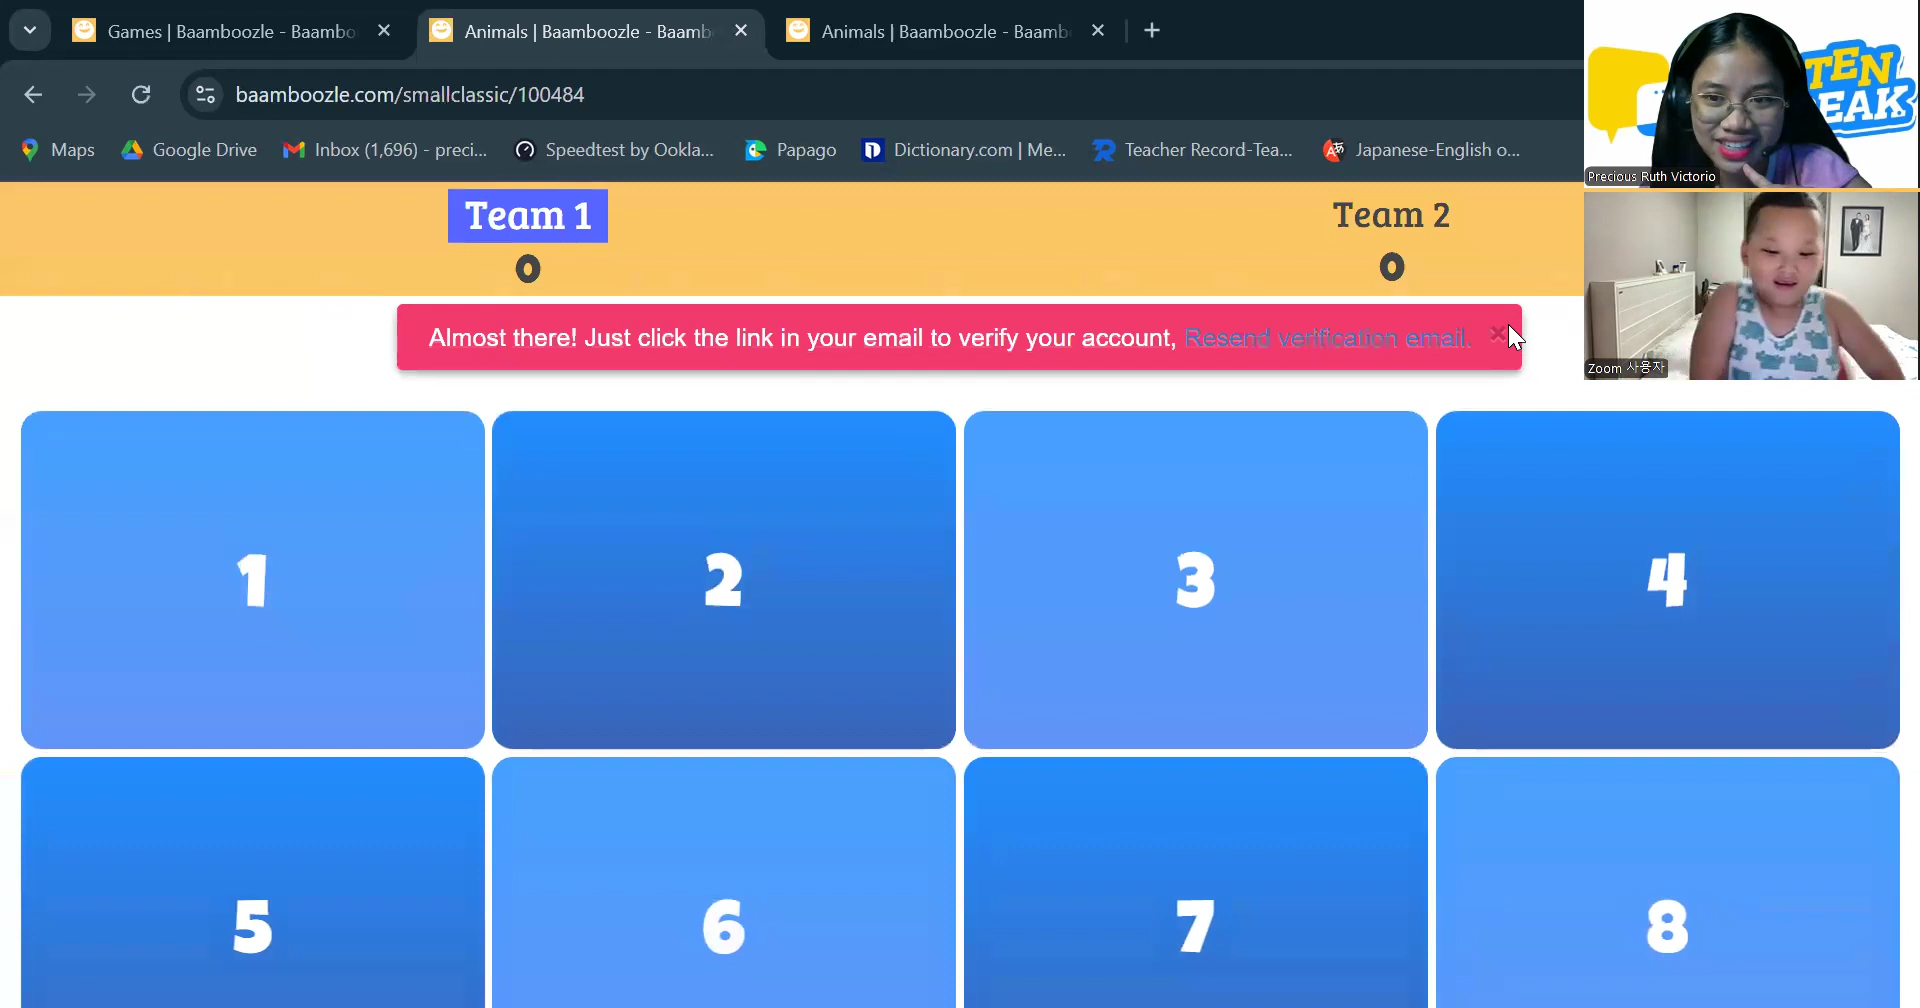 Games | Baamboozle - Baambo
Animals | Baamboozle - Baamb
Animals | Baamboozle - Baamb
baamboozle.com/smallclassic/100484
Maps
Google Drive
Inbox (1,696) - preci...
Speedtest by Ookla...
Papago
Dictionary.com | Me...
Teacher Record-Tea...
Japanese-English o...
TEN
EAK
Precious Ruth Victorio
Zoom 사용자
Team 1
0
Team 2
0
Almost there! Just click the link in your email to verify your account, Resend verification email.
1
2
3
4
5
6
7
8